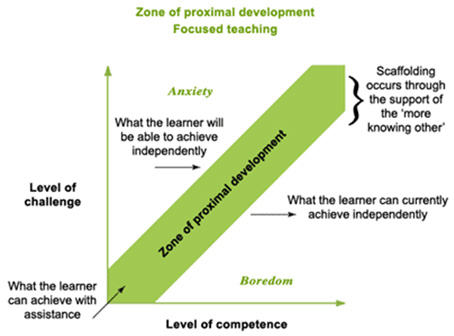 Zone of proximal development
Focused teaching
Anxiety
What the learner will
be able to achieve
independently
Scaffolding
occurs through
the support of
the ‘more
knowing other’
Level of
challenge
Zone of proximal development
What the learner can currently
achieve independently
What the learner
can achieve with
assistance
Boredom
Level of competence